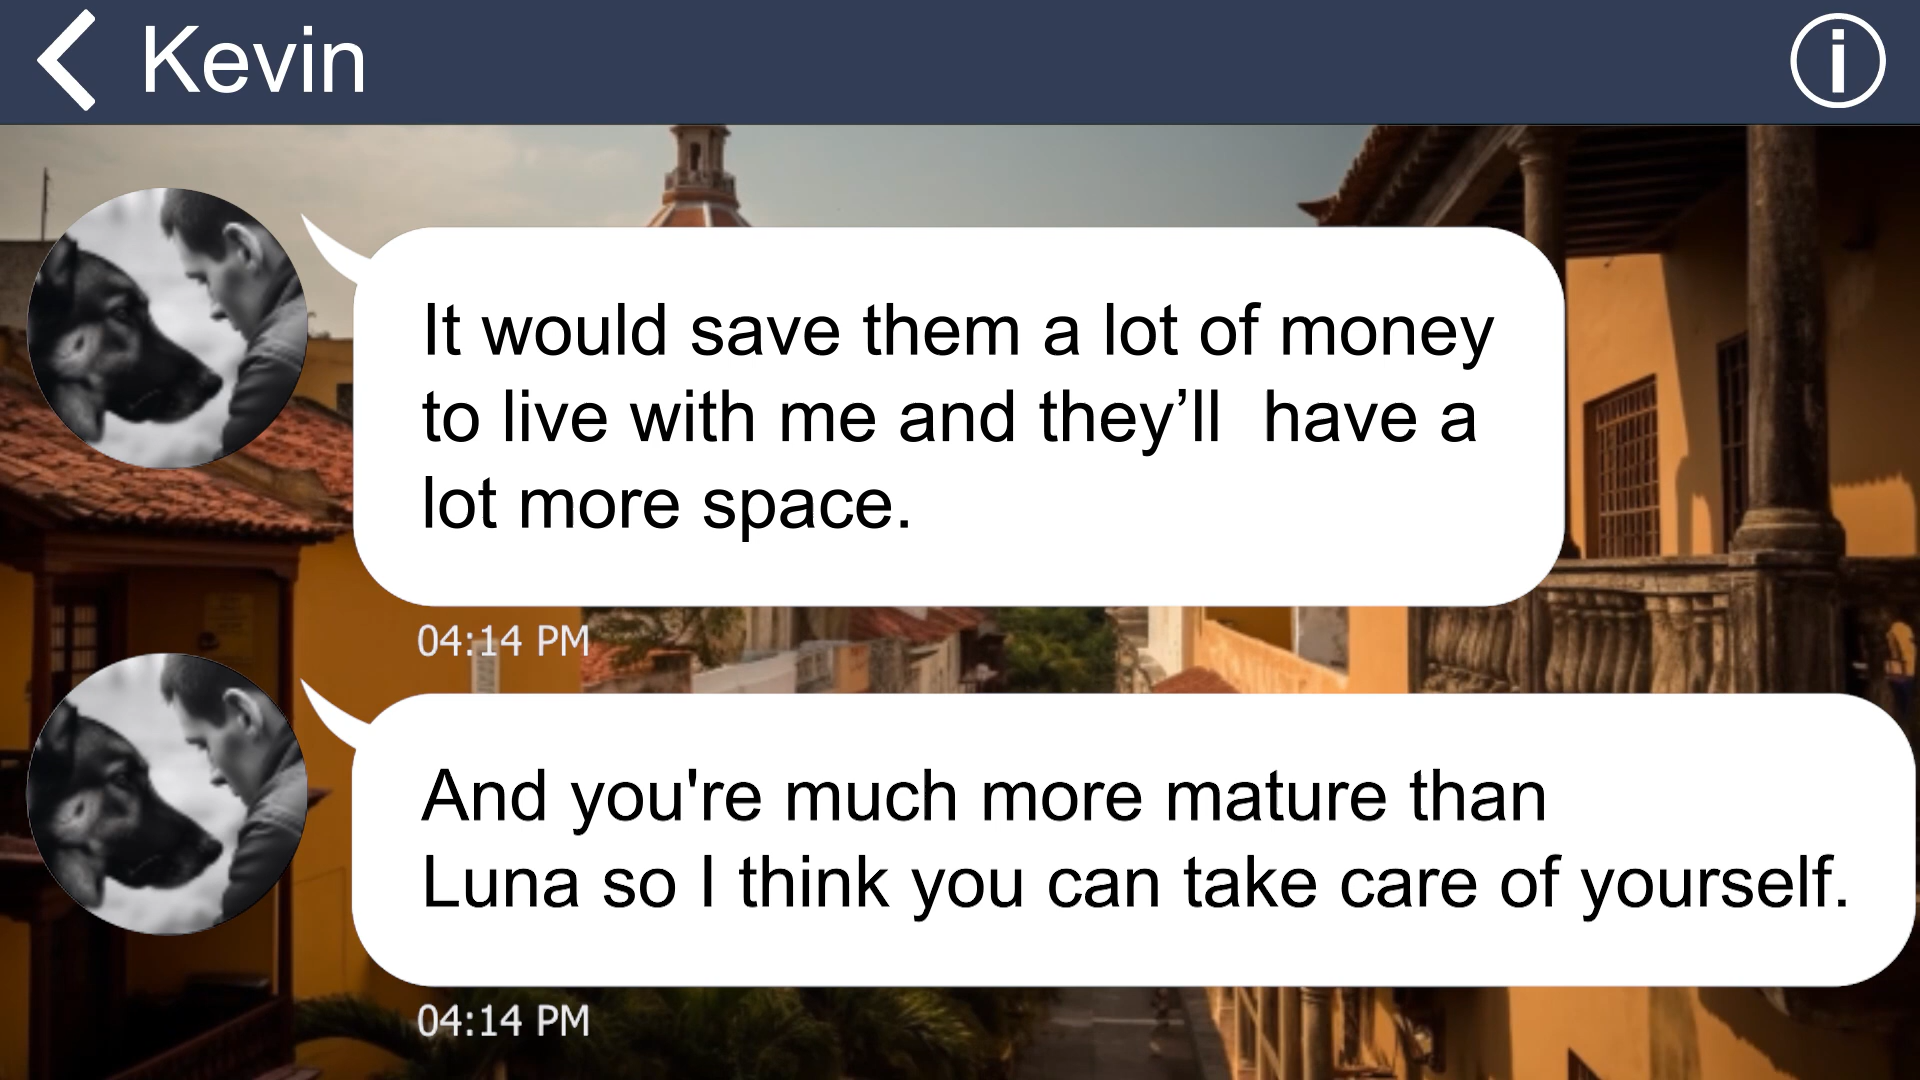 Kevin
It would save them a lot of money
to live with me and they’ll  have a
lot more space.
04:14 PM
And you're much more mature than
Luna so I think you can take care of yourself.
04:14 PM